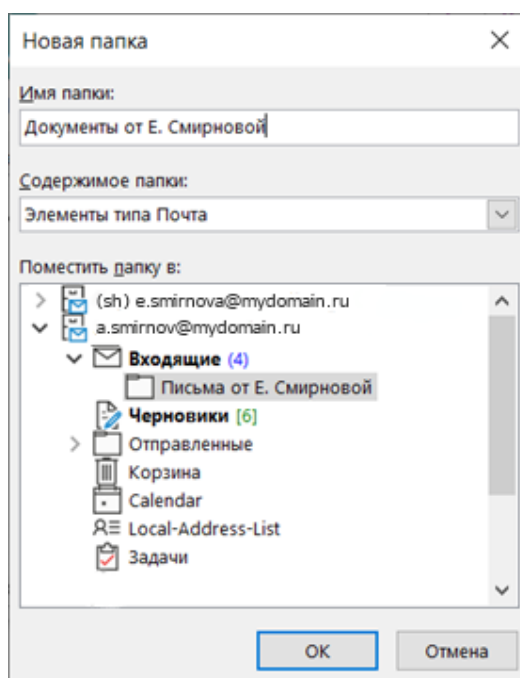 Новая папка
Имя папки:
Документы от Е. Смирновой
Содержимое папки:
Элементы типа Почта
Поместить папку в:
(sh) e.smirnova@mydomain.ru
a.smirnov@mydomain.ru
Входящие (4)
Письма от Е. Смирновой
Черновики [6]
Отправленные
Корзина
Calendar
Local-Address-List
Задачи
ОК Отмена